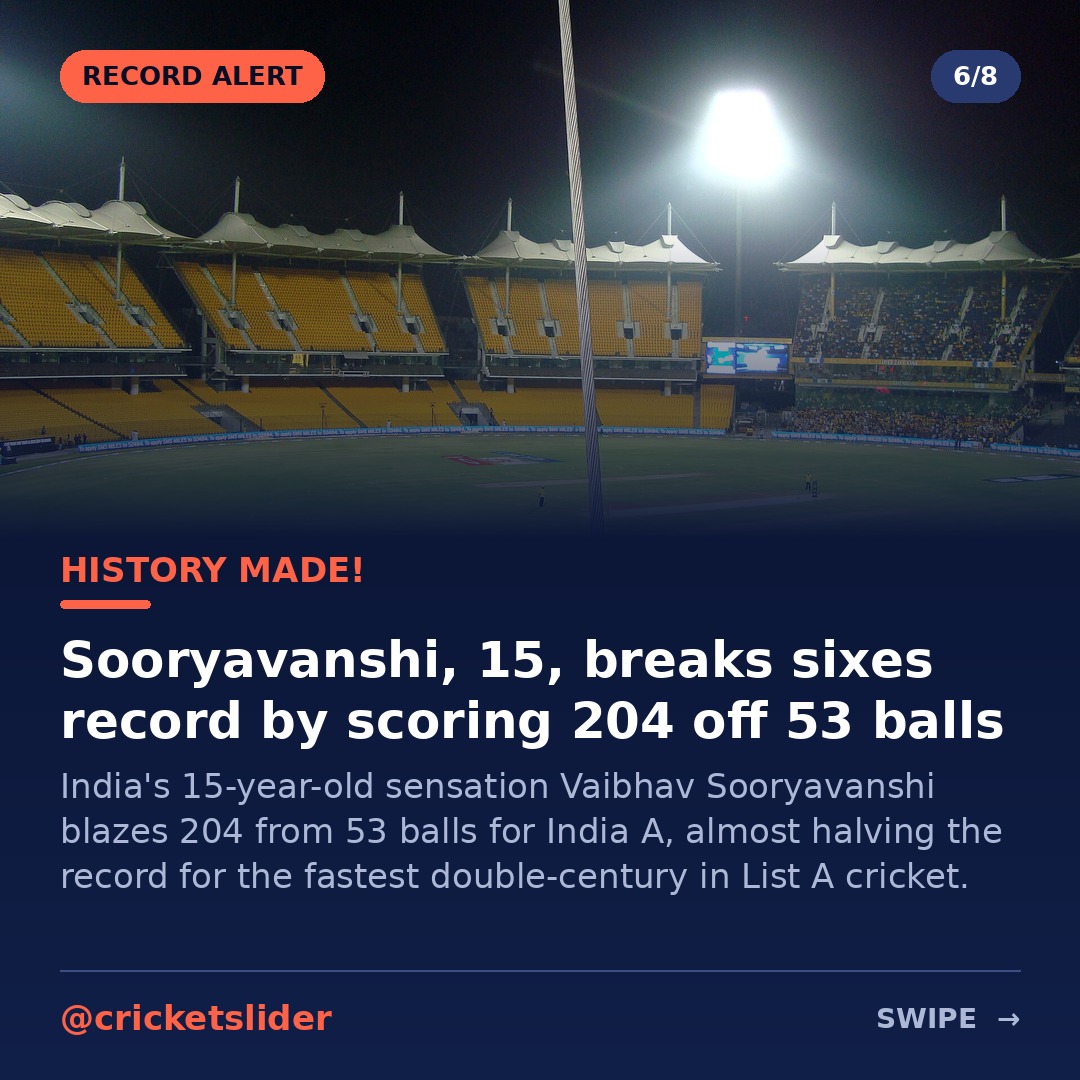 RECORD ALERT
6/8
HISTORY MADE!
Sooryavanshi, 15, breaks sixes
record by scoring 204 off 53 balls
India's 15-year-old sensation Vaibhav Sooryavanshi
blazes 204 from 53 balls for India A, almost halving the
record for the fastest double-century in List A cricket.
@cricketslider
SWIPE →